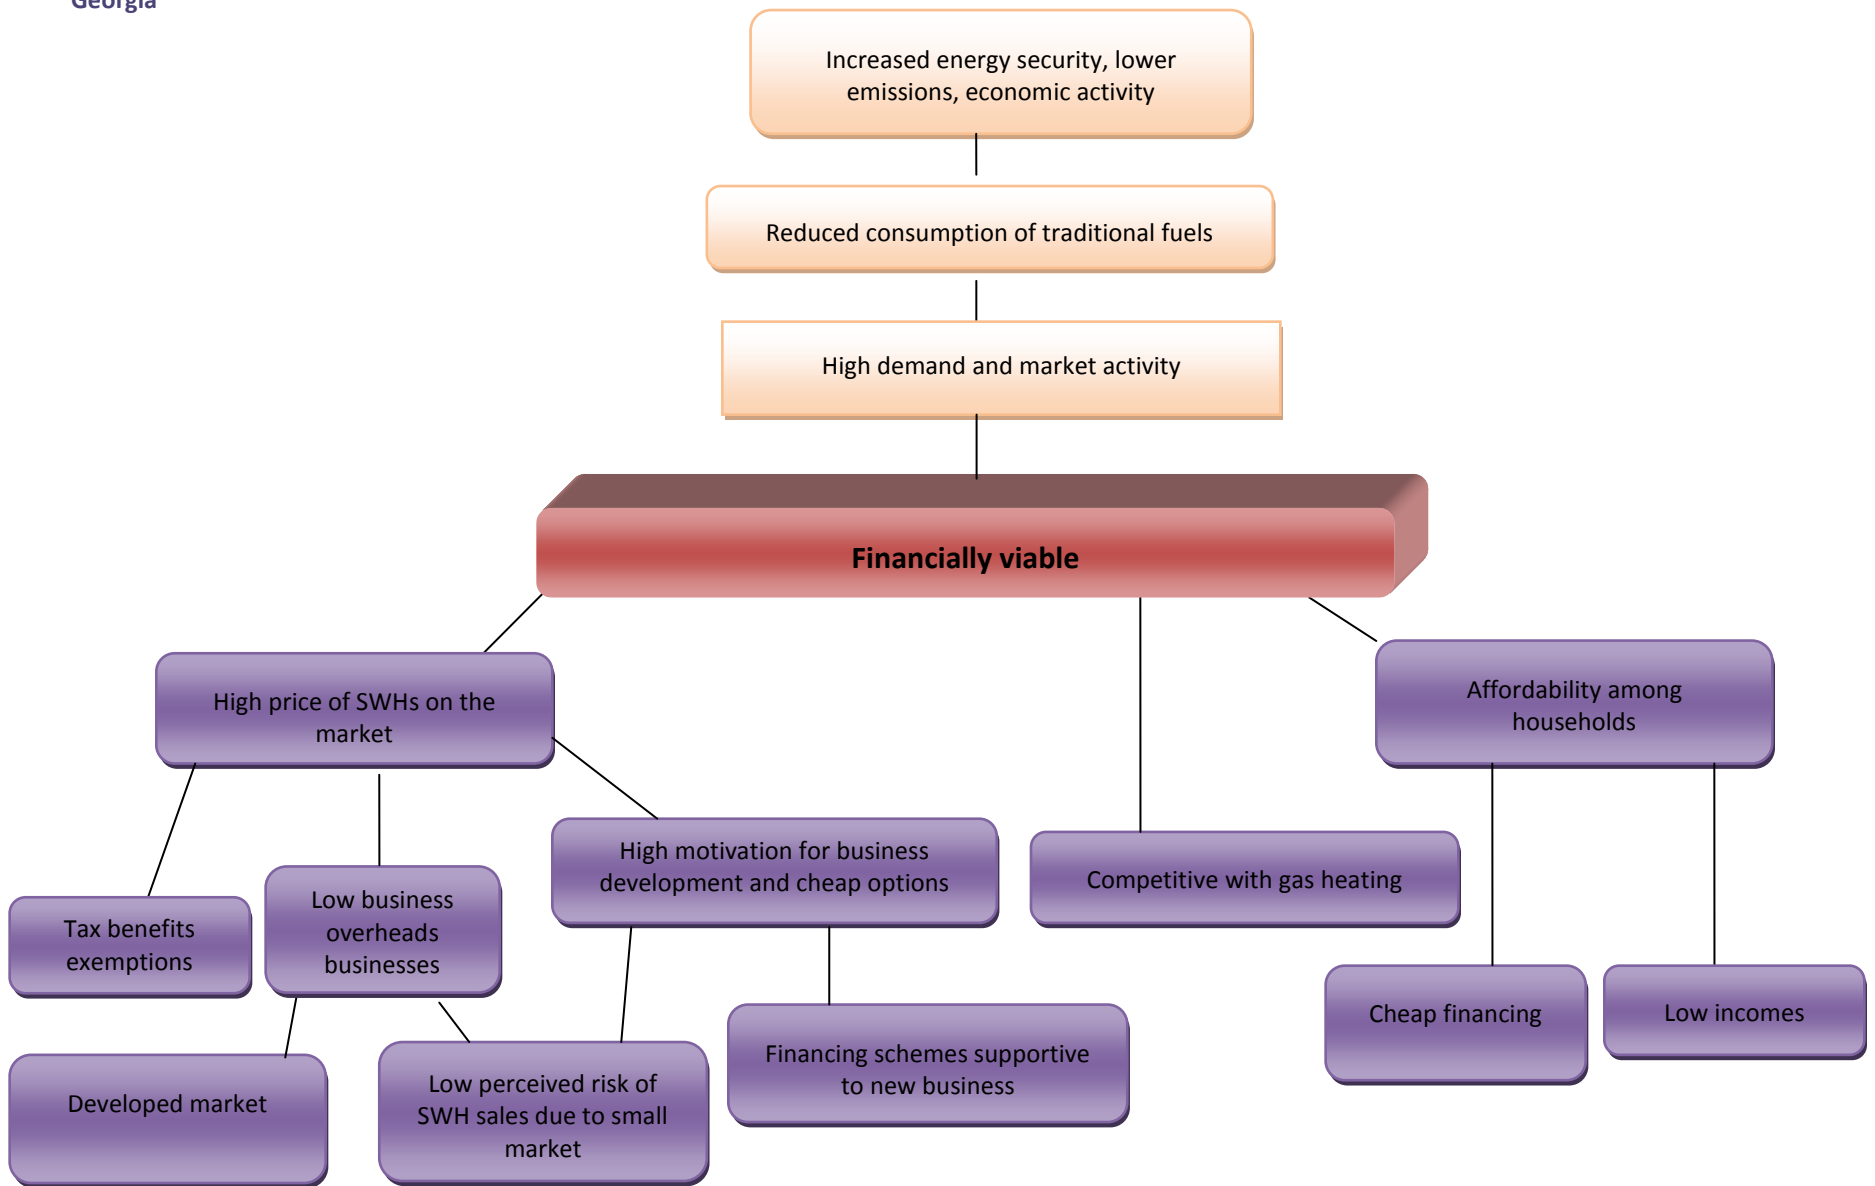 Georgia
Increased energy security, lower
emissions, economic activity
Reduced consumption of traditional fuels
High demand and market activity
Financially viable
High price of SWHs on the
market
Affordability among
households
High motivation for business
development and cheap options
Competitive with gas heating
Low business
overheads
businesses
Tax benefits
exemptions
Cheap financing
Low incomes
Financing schemes supportive
to new business
Developed market
Low perceived risk of
SWH sales due to small
market